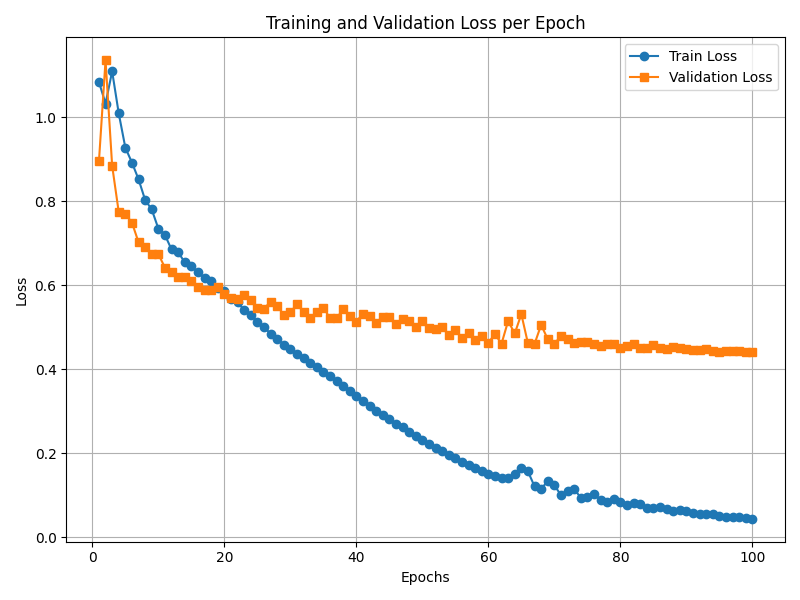 Training and Validation Loss per Epoch
Train Loss
Validation Loss
1.0
0.8
0.6
0.4
0.2
0.0
Loss
0 20 40 60 80 100
Epochs